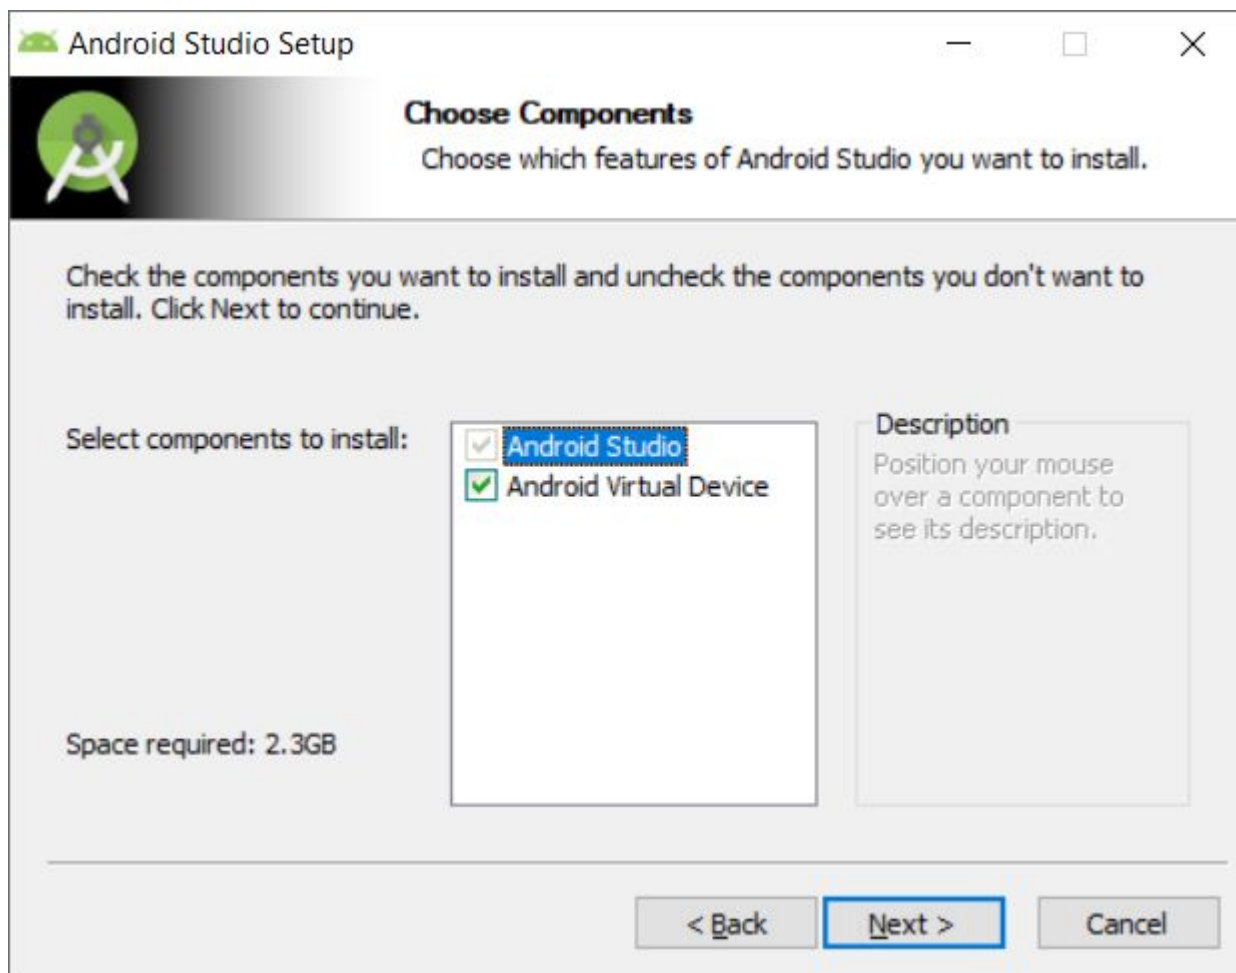 Android Studio Setup
Choose Components
Choose which features of Android Studio you want to install.
Check the components you want to install and uncheck the components you don't want to
install. Click Next to continue.
Select components to install:
Android Studio
Android Virtual Device
Description
Position your mouse
over a component to
see its description.
Space required: 2.3GB
< Back
Next >
Cancel